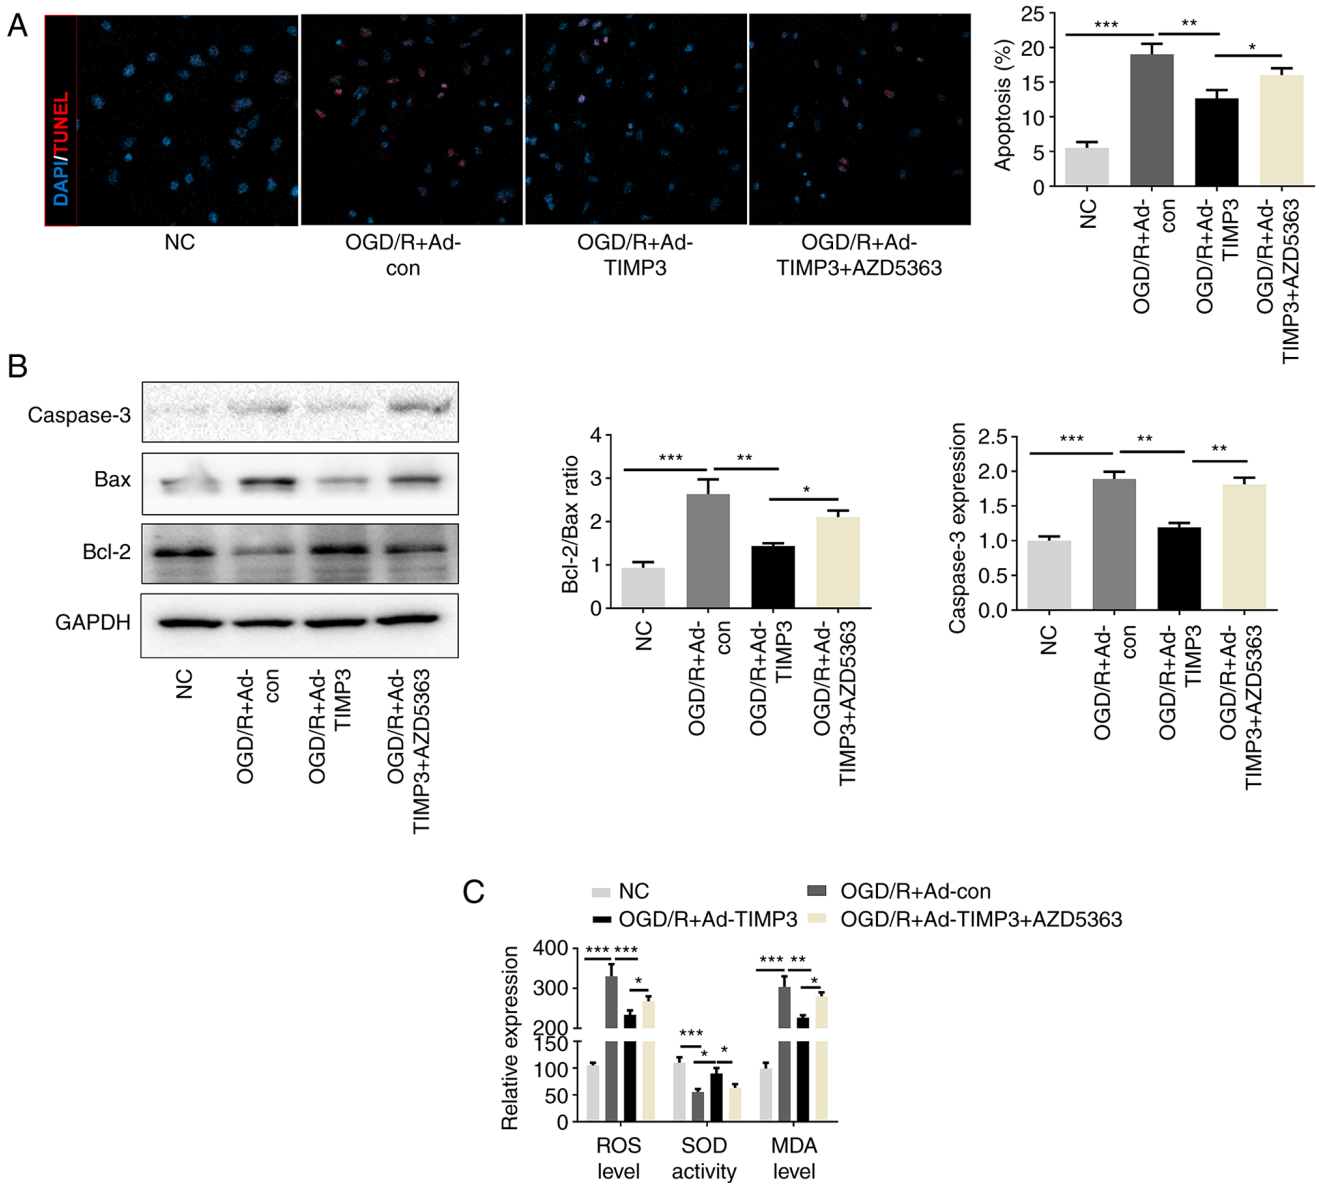 A
DAPI/TUNEL
NC
OGD/R+Ad-
con
OGD/R+Ad-
TIMP3
OGD/R+Ad-
TIMP3+AZD5363
Apoptosis (%)
25
20
15
10
5
0
***
**
*
NC
OGD/R+Ad-
con
OGD/R+Ad-
TIMP3
OGD/R+Ad-
TIMP3+AZD5363
B
Caspase-3
Bax
Bcl-2
GAPDH
NC
OGD/R+Ad-
con
OGD/R+Ad-
TIMP3
OGD/R+Ad-
TIMP3+AZD5363
Bcl-2/Bax ratio
4
3
2
1
0
***
**
*
NC
OGD/R+Ad-
con
OGD/R+Ad-
TIMP3
OGD/R+Ad-
TIMP3+AZD5363
Caspase-3 expression
2.5
2.0
1.5
1.0
0.5
0.0
***
**
**
NC
OGD/R+Ad-
con
OGD/R+Ad-
TIMP3
OGD/R+Ad-
TIMP3+AZD5363
C
NC
OGD/R+Ad-con
OGD/R+Ad-TIMP3
OGD/R+Ad-TIMP3+AZD5363
Relative expression
400
300
200
150
100
50
0
*** ***
*
***
*
*
*** **
*
ROS
level
SOD
activity
MDA
level